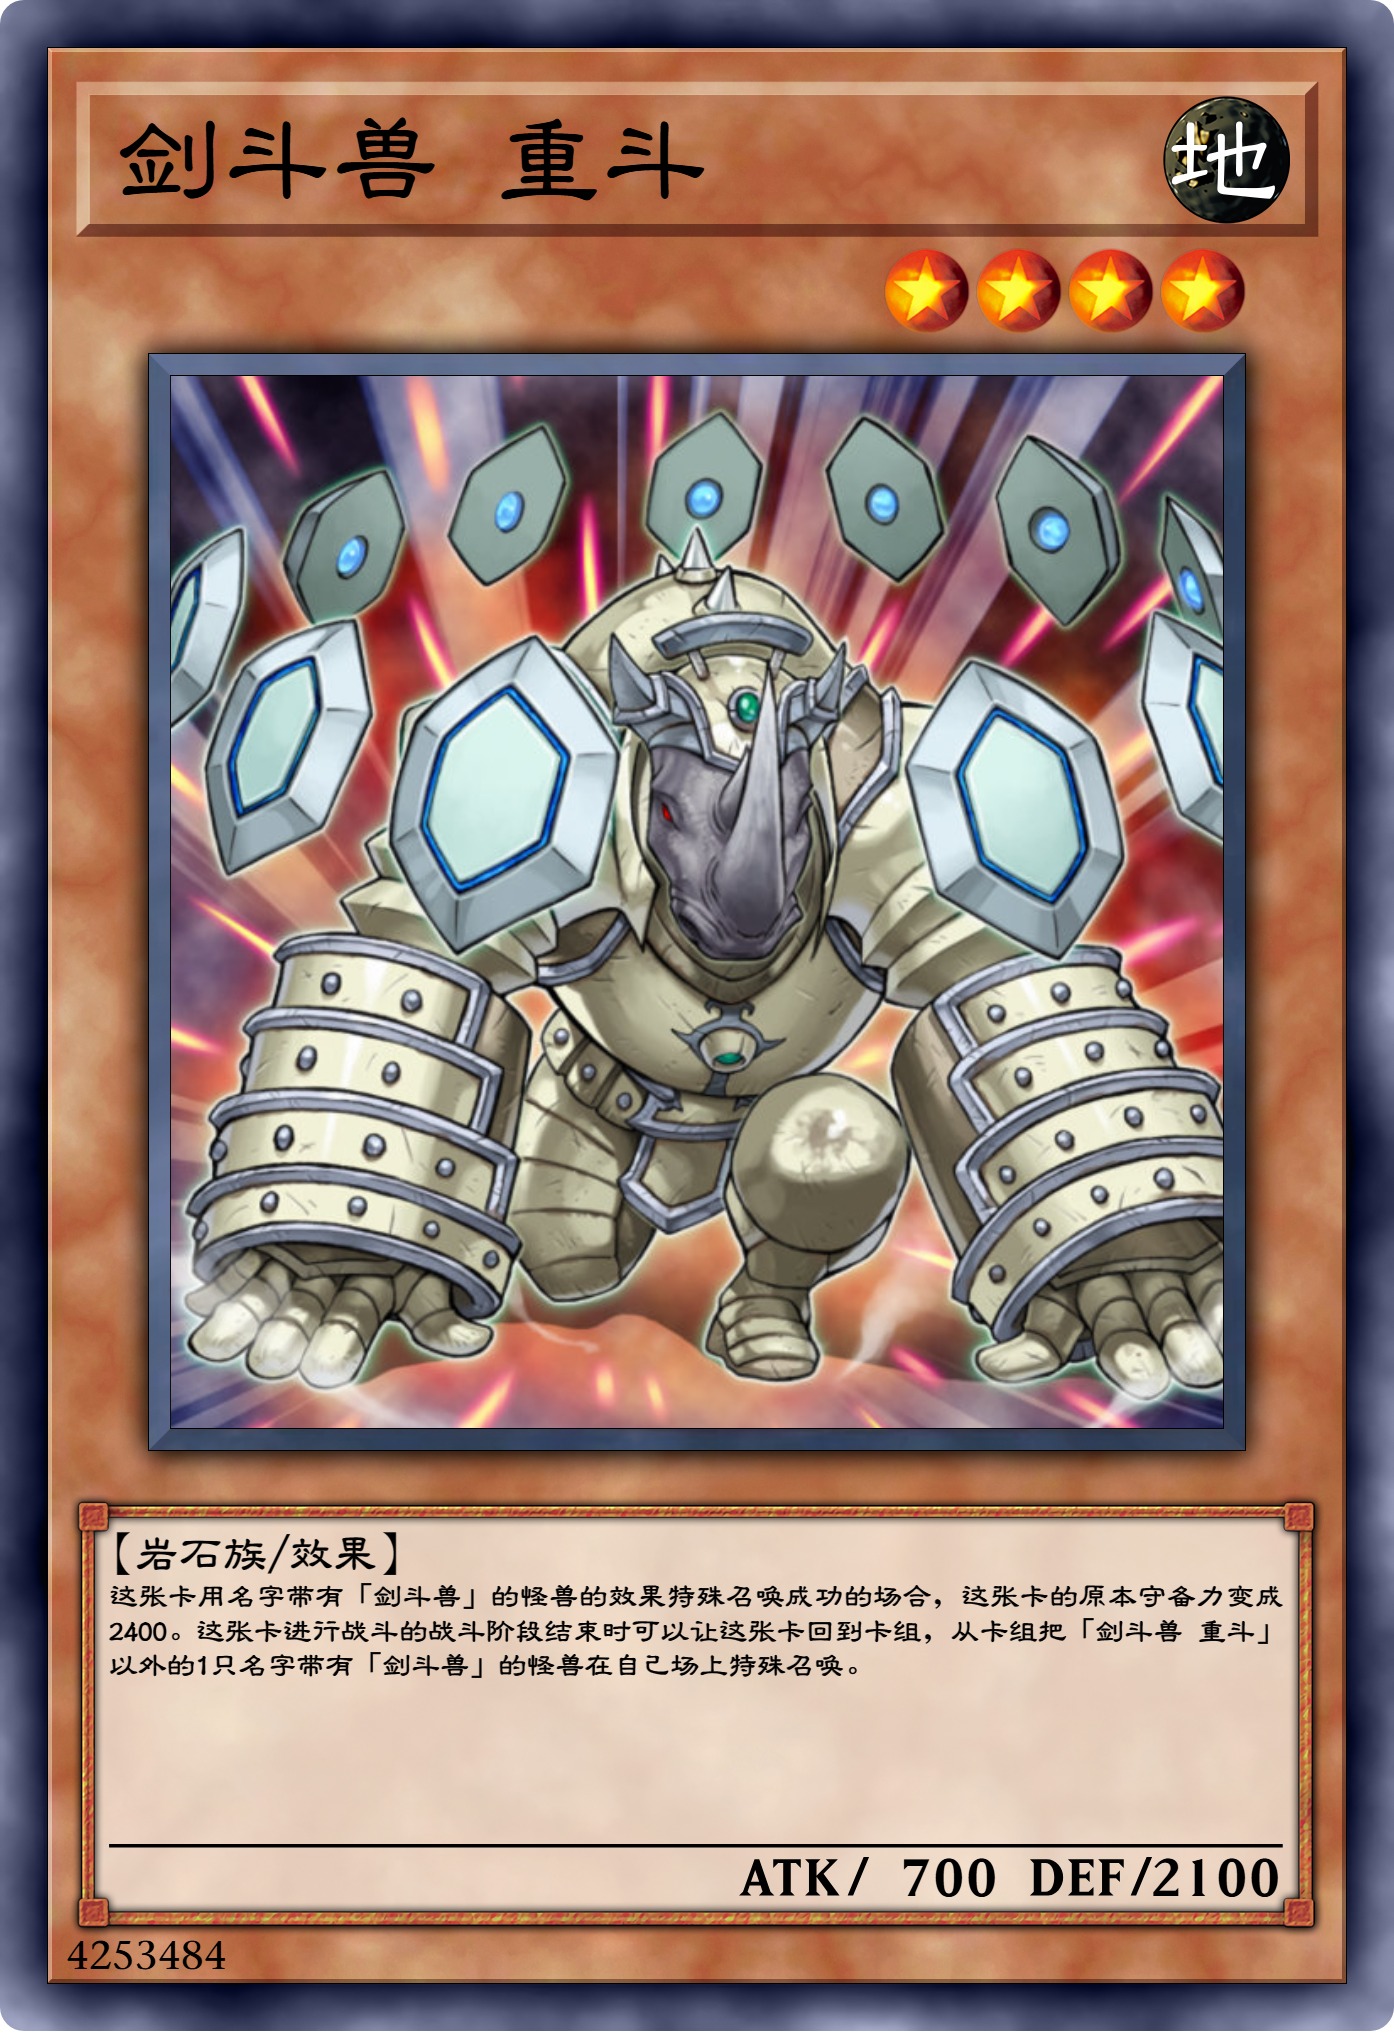 剑斗兽 重斗
地
【岩石族/效果】
这张卡用名字带有「剑斗兽」的怪兽的效果特殊召唤成功的场合，这张卡的原本守备力变成
2400。这张卡进行战斗的战斗阶段结束时可以让这张卡回到卡组，从卡组把「剑斗兽 重斗」
以外的1只名字带有「剑斗兽」的怪兽在自己场上特殊召唤。
ATK/ 700 DEF/2100
4253484